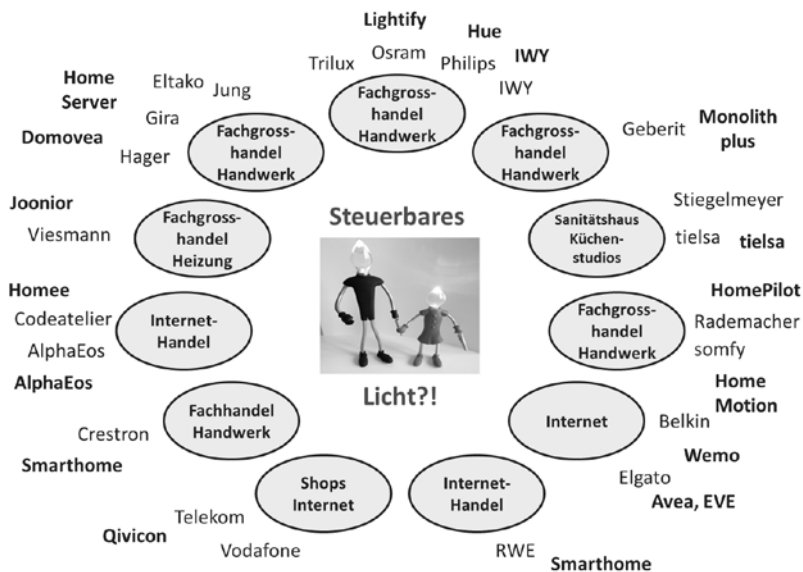 Lightify
Hue
IWY
Trilux
Osram
Philips
IWY
Fachgross-
handel
Handwerk
Home
Server
Domovea
Eltako
Jung
Gira
Hager
Fachgross-
handel
Handwerk
Fachgross-
handel
Handwerk
Geberit
Monolith
plus
Joonior
Viesmann
Fachgross-
handel
Heizung
Steuerbares
Licht?!
Sanitätshaus
Küchen-
studios
Stiegelmeyer
tielsa
tielsa
Homee
Codeatelier
AlphaEos
AlphaEos
Internet-
Handel
Fachgross-
handel
Handwerk
HomePilot
Rademacher
somfy
Home
Motion
Crestron
Smarthome
Fachhandel
Handwerk
Internet
Belkin
Wemo
Elgato
Avea, EVE
Qivicon
Telekom
Vodafone
Shops
Internet
Internet-
Handel
RWE
Smarthome